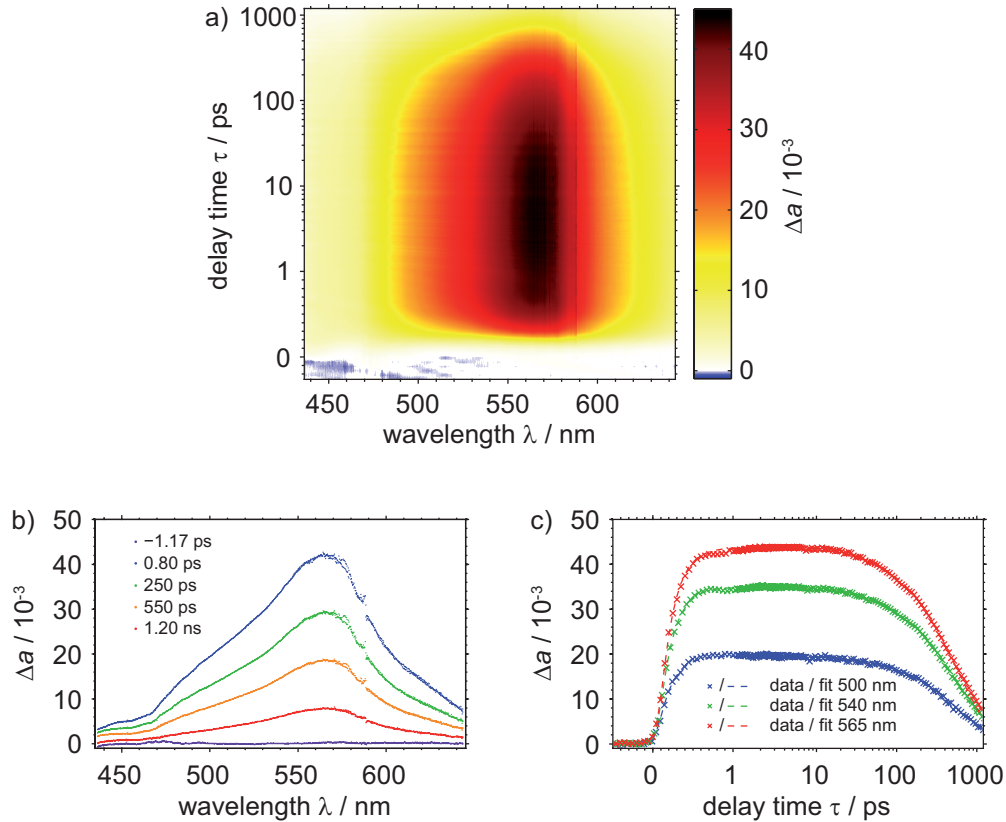 a)
1000
100
10
1
0
delay time τ / ps
450 500 550 600
wavelength λ / nm
40
30
20
10
0
Δa / 10⁻³
b)
50
40
30
20
10
0
Δa / 10⁻³
−1.17 ps
0.80 ps
250 ps
550 ps
1.20 ns
450 500 550 600
wavelength λ / nm
c)
50
40
30
20
10
0
Δa / 10⁻³
×/−− data / fit 500 nm
×/−− data / fit 540 nm
×/−− data / fit 565 nm
0 1 10 100 1000
delay time τ / ps